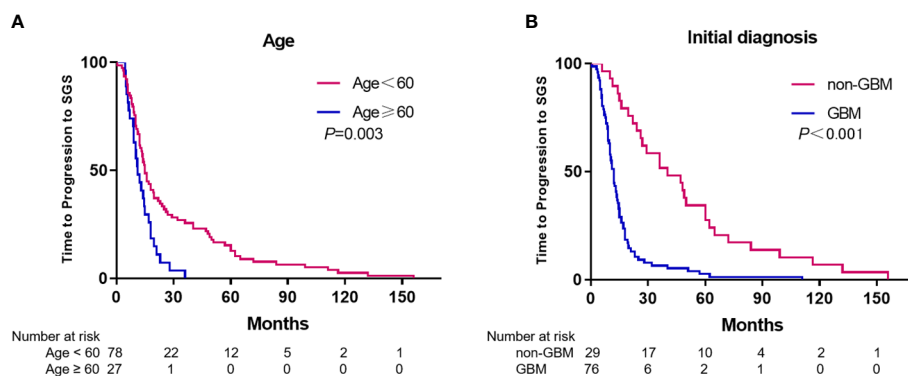 A
Age
Time to Progression to SGS
100
50
0
Age<60
Age≥60
P=0.003
0 30 60 90 120 150
Months
Number at risk
Age < 60 78 22 12 5 2 1
Age ≥ 60 27 1 0 0 0 0
B
Initial diagnosis
Time to Progression to SGS
100
50
0
non-GBM
GBM
P<0.001
0 30 60 90 120 150
Months
Number at risk
non-GBM 29 17 10 4 2 1
GBM 76 6 2 1 0 0